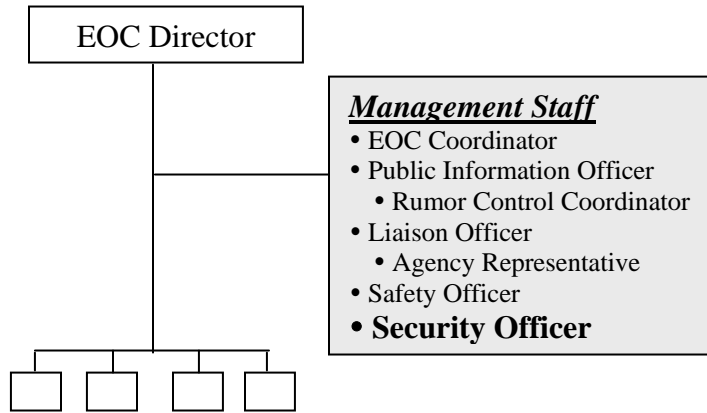 EOC Director
Management Staff
• EOC Coordinator
• Public Information Officer
• Rumor Control Coordinator
• Liaison Officer
• Agency Representative
• Safety Officer
• Security Officer